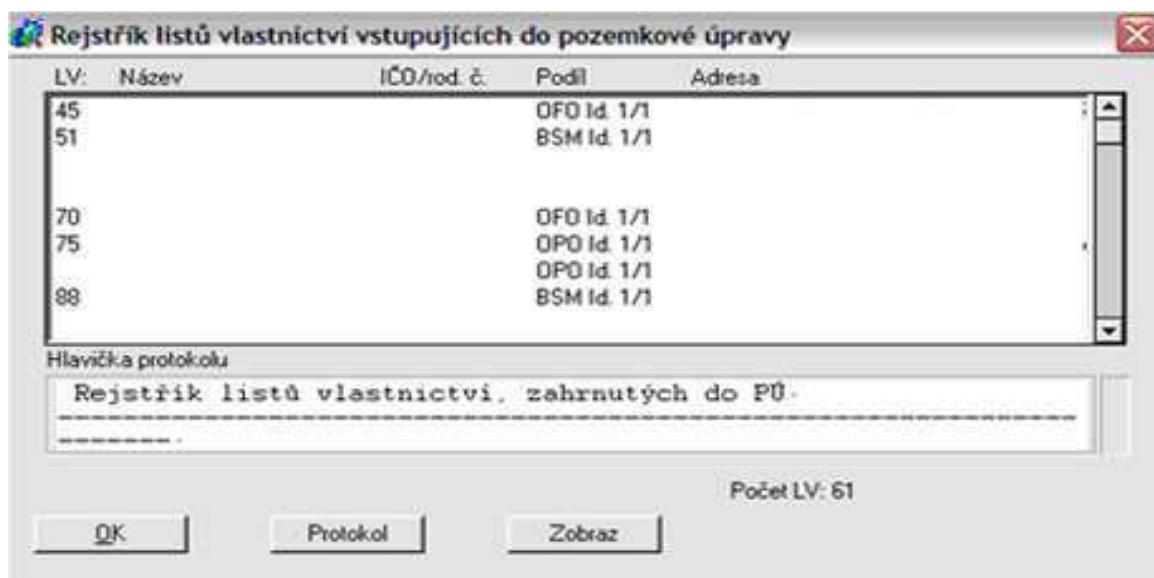 Rejstřík listů vlastnictví vstupujících do pozemkové úpravy
LV: Název IČO/rod. č. Podíl Adresa
45 OFO Id. 1/1
51 BSM Id. 1/1
70 OFO Id. 1/1
75 OPO Id. 1/1
OPO Id. 1/1
88 BSM Id. 1/1
Hlavička protokolu
Rejstřík listů vlastnictví, zahrnutých do PÚ.
Počet LV: 61
OK Protokol Zobraz